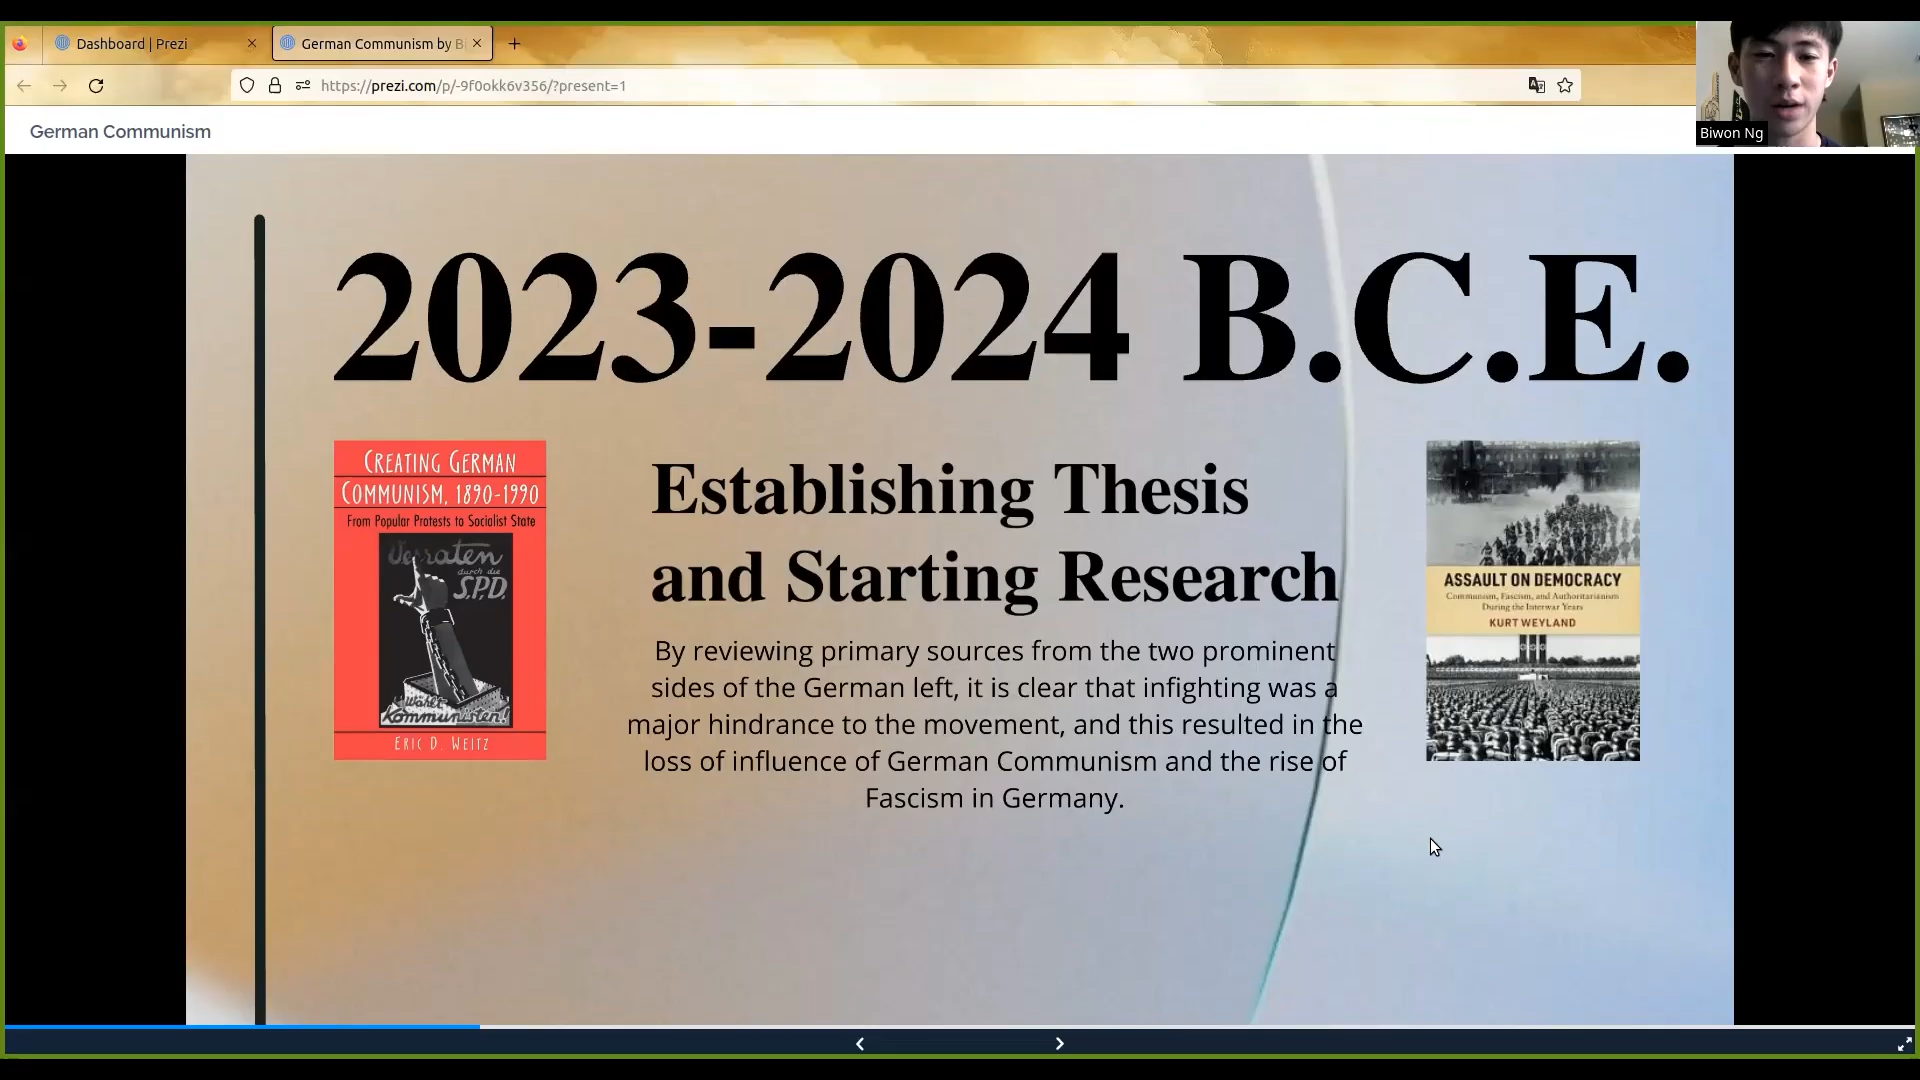 Dashboard | Prezi
German Communism by Bi
https://prezi.com/p/-9f0okk6v356/?present=1
Biwon Ng
German Communism
2023-2024 B.C.E.
CREATING GERMAN
COMMUNISM, 1890-1990
From Popular Protests to Socialist State
Verraten
durch die
S.P.D.
Wählt
Kommunisten!
ERIC D. WEITZ
Establishing Thesis
and Starting Research
By reviewing primary sources from the two prominent
sides of the German left, it is clear that infighting was a
major hindrance to the movement, and this resulted in the
loss of influence of German Communism and the rise of
Fascism in Germany.
ASSAULT ON DEMOCRACY
Communism, Fascism, and Authoritarianism
During the Interwar Years
KURT WEYLAND